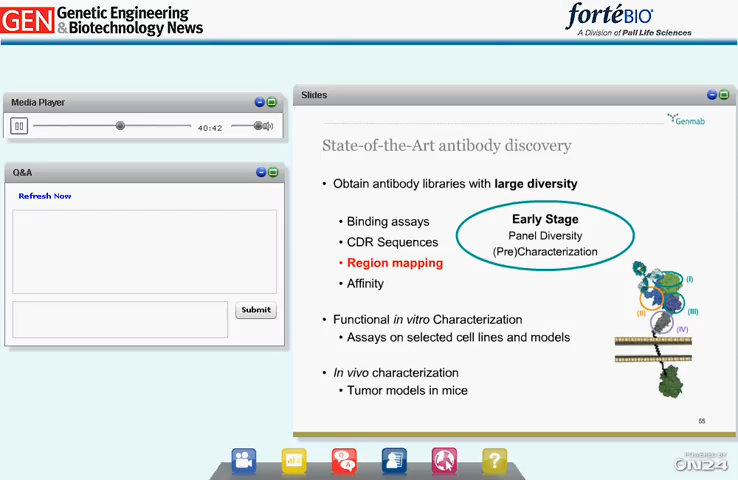 GEN
Genetic Engineering
& Biotechnology News
fortéBIO®
A Division of Pall Life Sciences
Media Player
40:42
Q&A
Refresh Now
Submit
Slides
Genmab
State-of-the-Art antibody discovery
• Obtain antibody libraries with large diversity
• Binding assays
• CDR Sequences
• Region mapping
• Affinity
Early Stage
Panel Diversity
(Pre)Characterization
(I)
(II)
(III)
(IV)
• Functional in vitro Characterization
• Assays on selected cell lines and models
• In vivo characterization
• Tumor models in mice
55
Q
A
?
POWERED BY
ON24